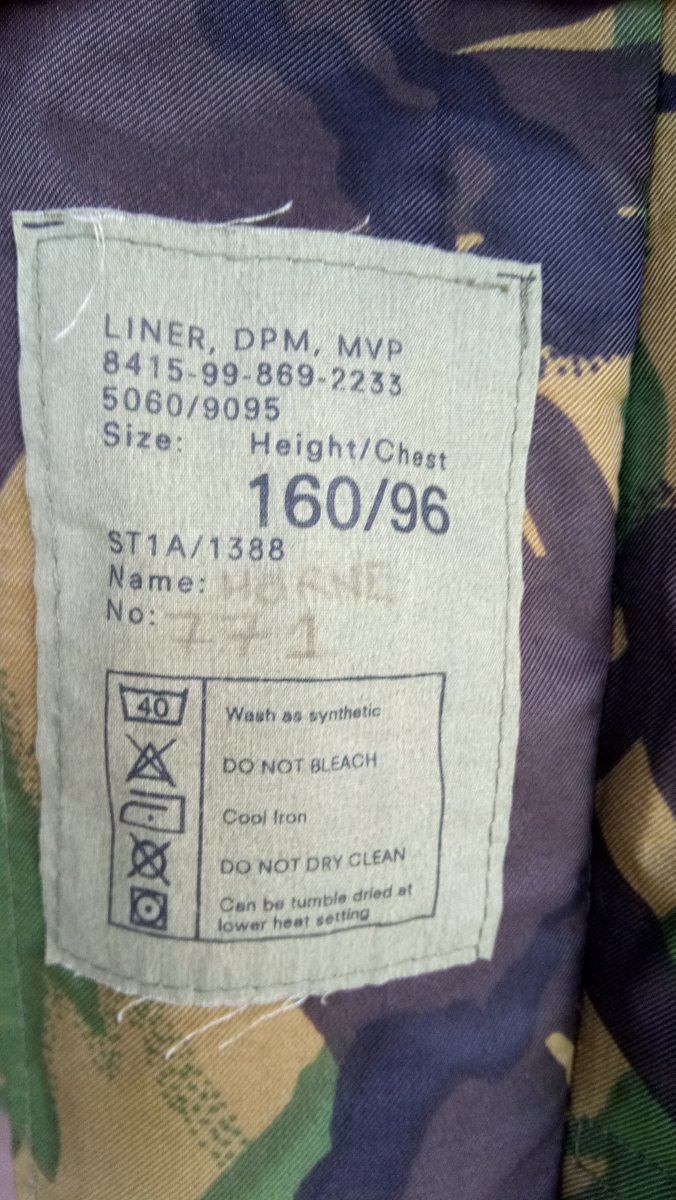 LINER, DPM, MVP
8415-99-869-2233
5060/9095
Size: Height/Chest
160/96
ST1A/1388
Name: HORNE
No: 771
40 Wash as synthetic
DO NOT BLEACH
Cool Iron
DO NOT DRY CLEAN
Can be tumble dried at
lower heat setting